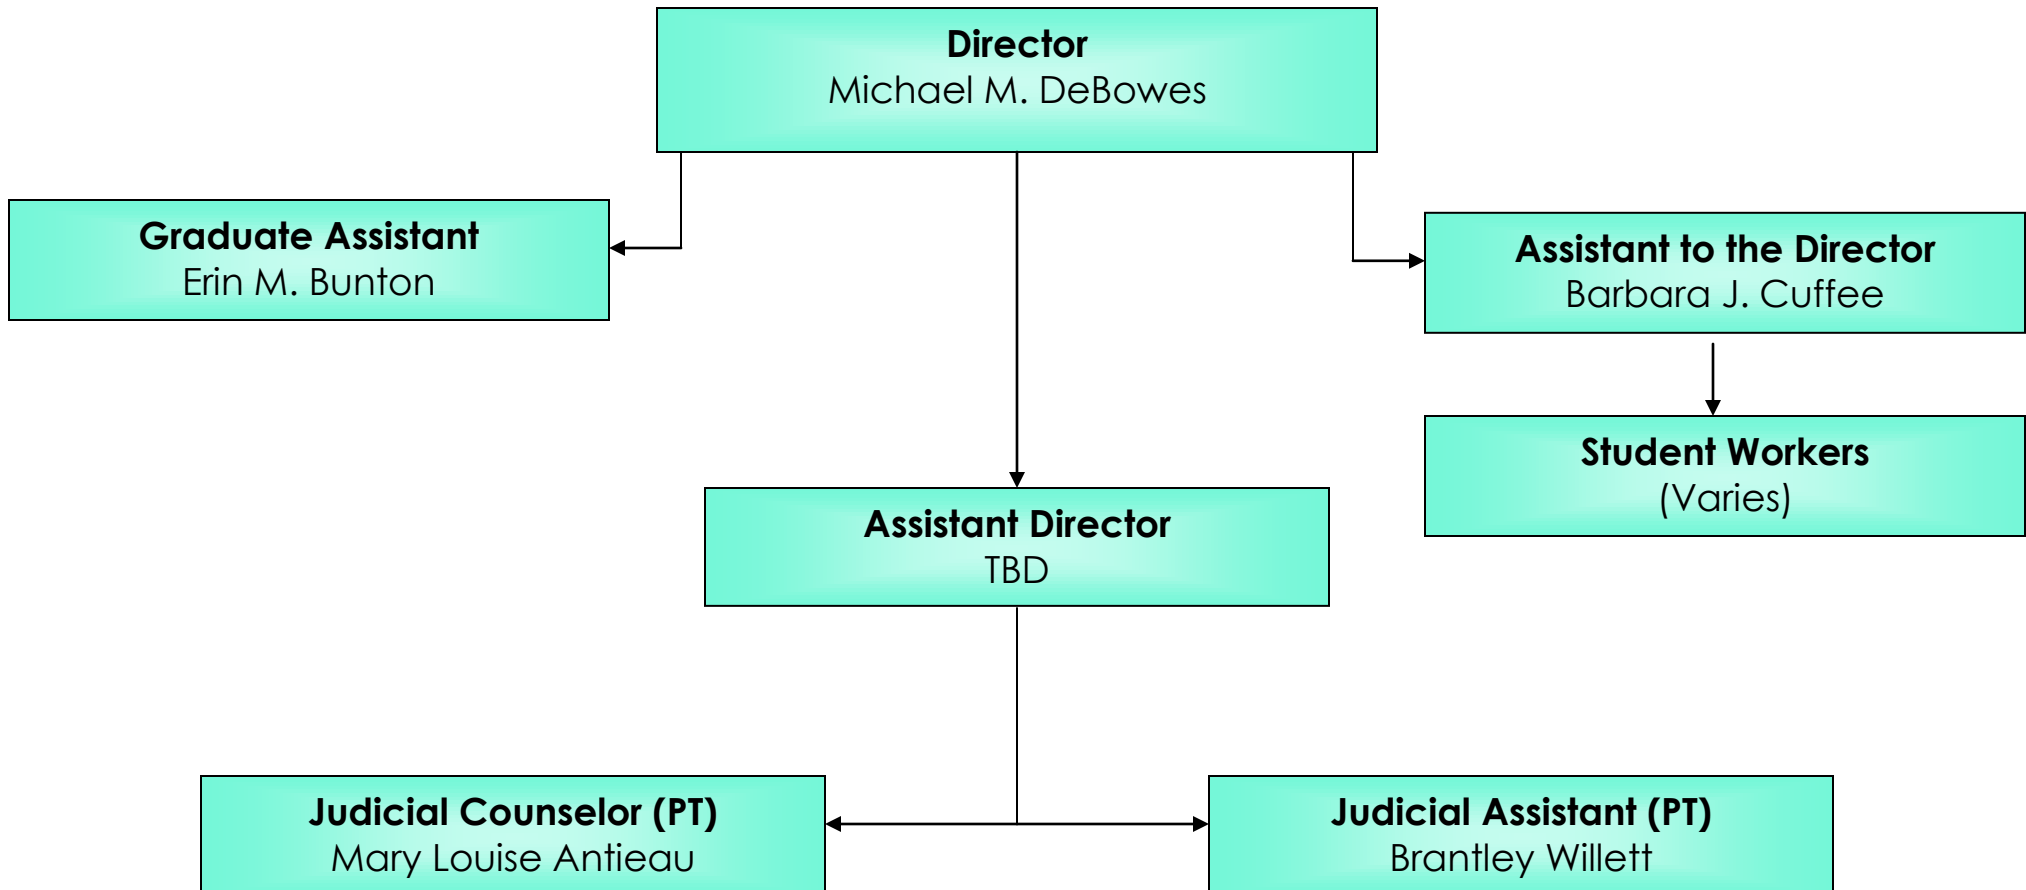 Director
Michael M. DeBowes
Graduate Assistant
Erin M. Bunton
Assistant to the Director
Barbara J. Cuffee
Student Workers
(Varies)
Assistant Director
TBD
Judicial Counselor (PT)
Mary Louise Antieau
Judicial Assistant (PT)
Brantley Willett